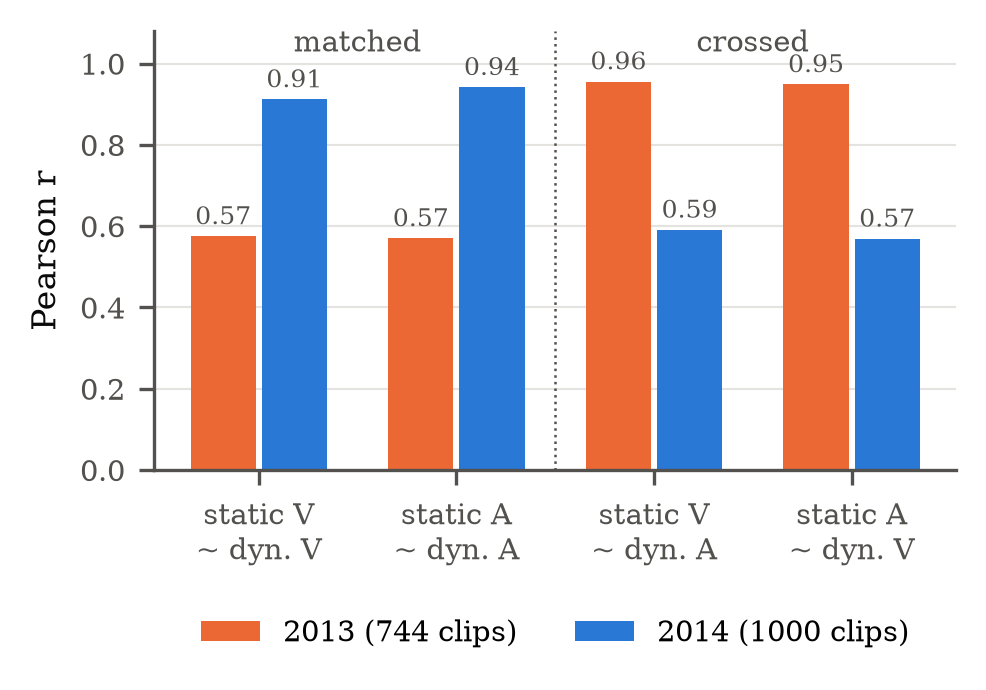 matched
crossed
0.57
0.91
0.57
0.94
0.96
0.59
0.95
0.57
Pearson r
1.0
0.8
0.6
0.4
0.2
0.0
static V
~ dyn. V
static A
~ dyn. A
static V
~ dyn. A
static A
~ dyn. V
2013 (744 clips)
2014 (1000 clips)